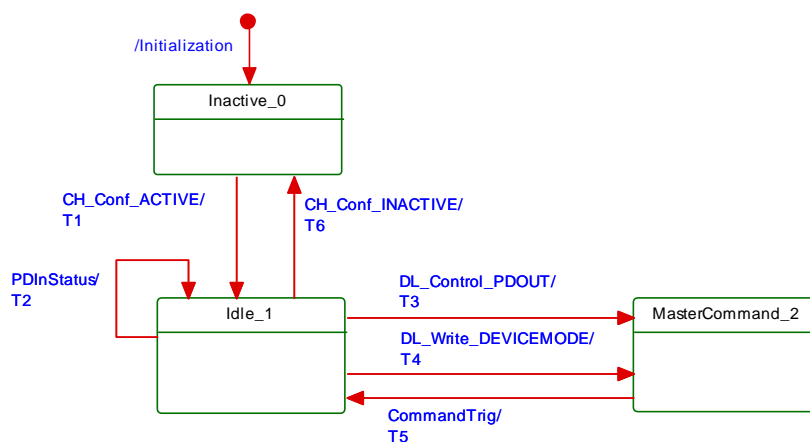 /Initialization
Inactive_0
CH_Conf_ACTIVE/
T1
CH_Conf_INACTIVE/
T6
PDInStatus/
T2
Idle_1
DL_Control_PDOUT/
T3
MasterCommand_2
DL_Write_DEVICEMODE/
T4
CommandTrig/
T5